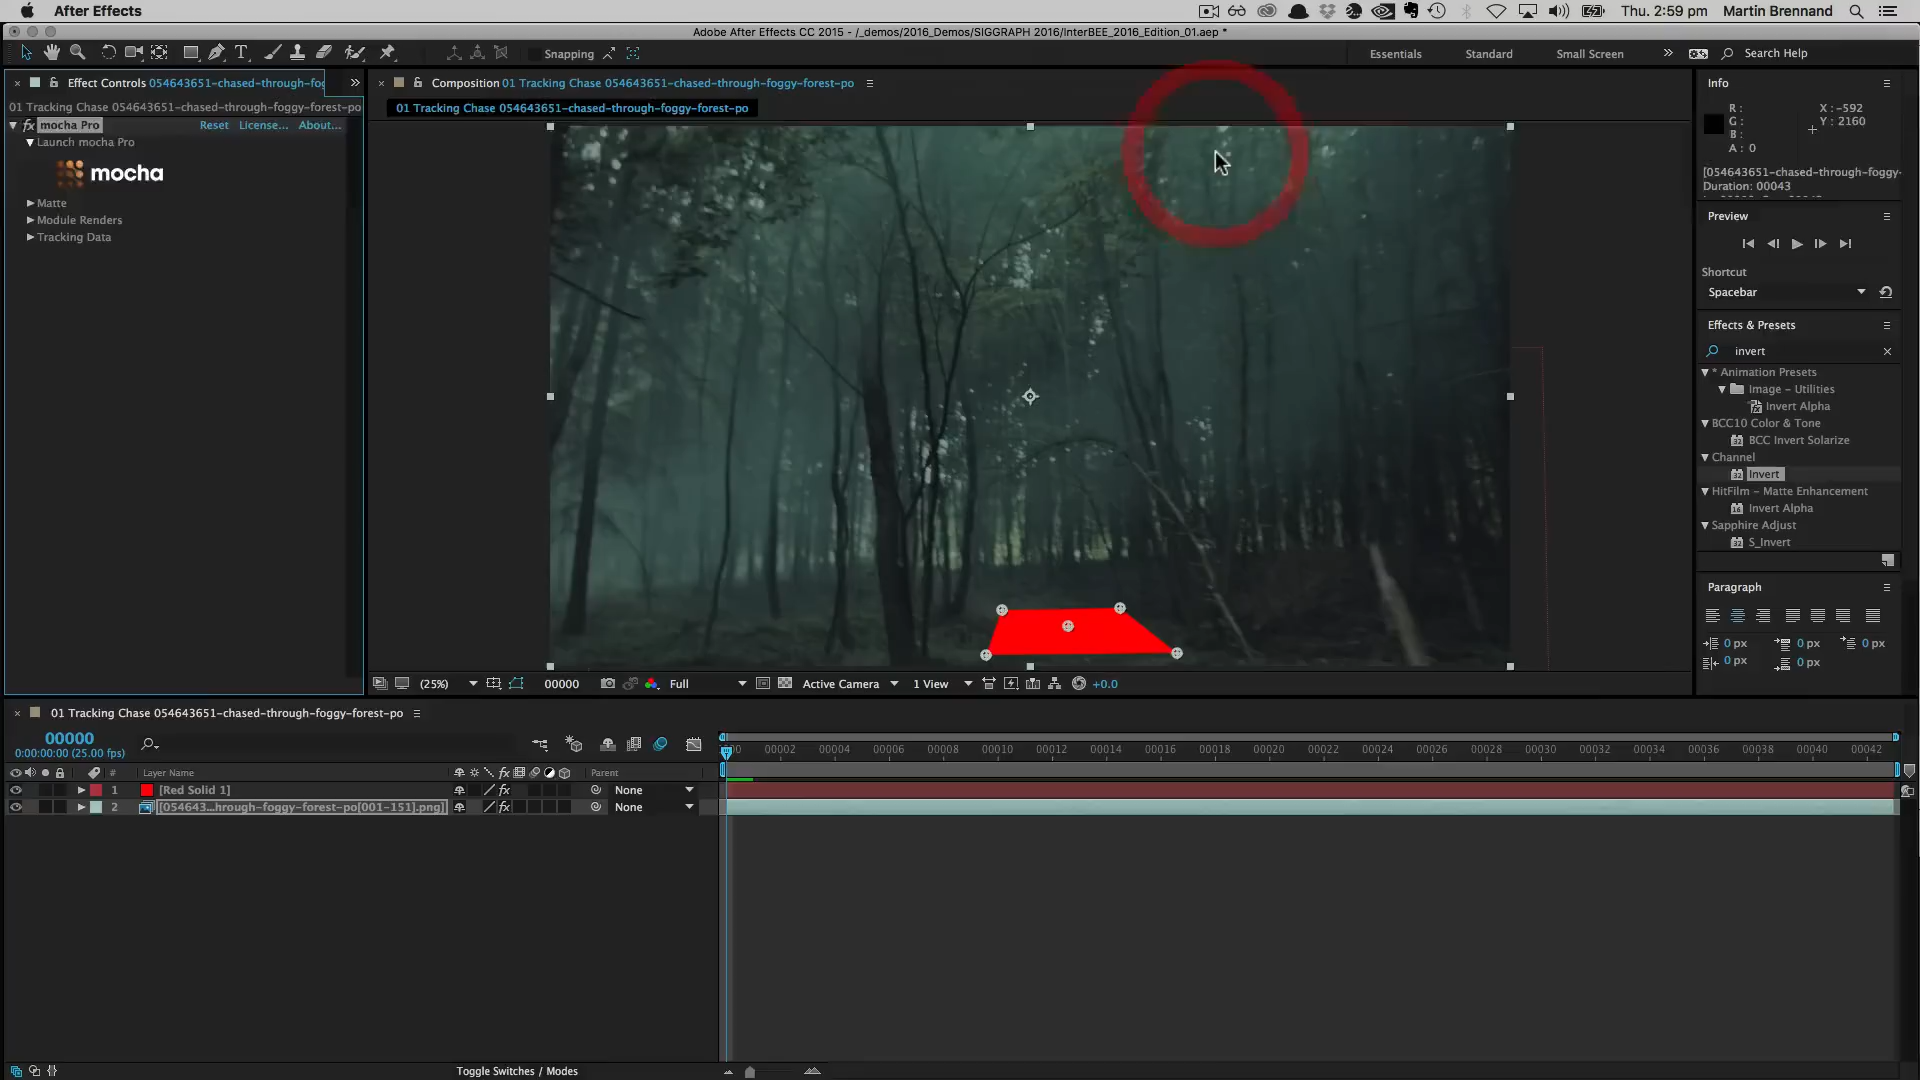 After Effects
Thu. 2:59 pm
Martin Brennand
Adobe After Effects CC 2015 - /_demos/2016_Demos/SIGGRAPH 2016/InterBEE_2016_Edition_01.aep *
Snapping
Essentials
Standard
Small Screen
Search Help
Effect Controls 054643651-chased-through-fog
Composition 01 Tracking Chase 054643651-chased-through-foggy-forest-po
Info
01 Tracking Chase 054643651-chased-through-foggy-forest-po
01 Tracking Chase 054643651-chased-through-foggy-forest-po
R :
G :
B :
A : 0
X : -592
Y : 2160
fx mocha Pro
Reset
License...
About...
Launch mocha Pro
mocha
Matte
Module Renders
Tracking Data
[054643651-chased-through-foggy-
Duration: 00043
Preview
Shortcut
Spacebar
Effects & Presets
invert
* Animation Presets
Image – Utilities
Invert Alpha
BCC10 Color & Tone
BCC Invert Solarize
Channel
Invert
HitFilm – Matte Enhancement
Invert Alpha
Sapphire Adjust
S_Invert
Paragraph
0 px
0 px
0 px
0 px
0 px
(25%)
00000
Full
Active Camera
1 View
+0.0
01 Tracking Chase 054643651-chased-through-foggy-forest-po
00000
0:00:00:00 (25.00 fps)
00002 00004 00006 00008 00010 00012 00014 00016 00018 00020 00022 00024 00026 00028 00030 00032 00034 00036 00038 00040 00042
#
Layer Name
fx
Parent
1
[Red Solid 1]
fx
None
2
[054643...hrough-foggy-forest-po[001-151].png]
fx
None
Toggle Switches / Modes